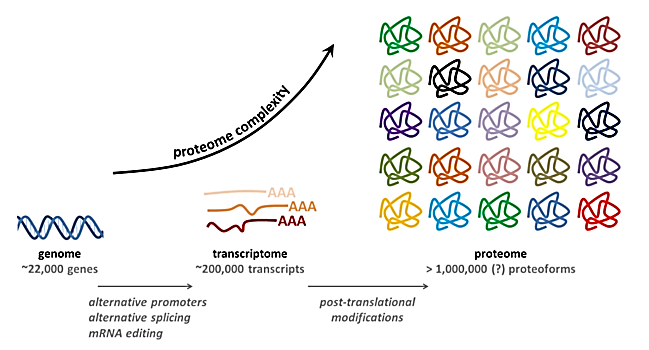 proteome complexity
AAA
AAA
AAA
genome
~22,000 genes
transcriptome
~200,000 transcripts
proteome
> 1,000,000 (?) proteoforms
alternative promoters
alternative splicing
mRNA editing
post-translational
modifications